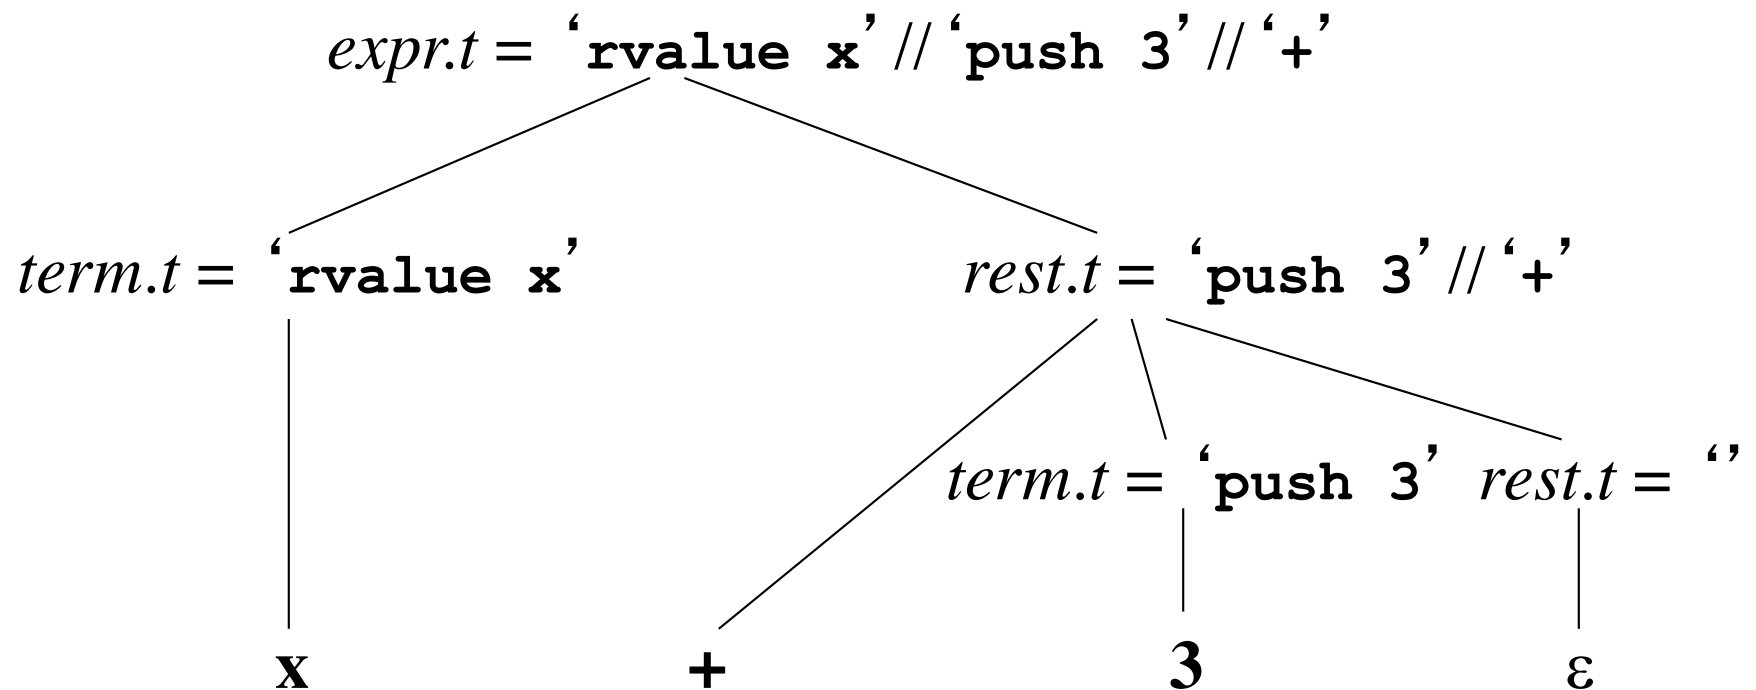 expr.t = ‘rvalue x’ // ‘push 3’ // ‘+’
term.t = ‘rvalue x’ rest.t = ‘push 3’ // ‘+’
term.t = ‘push 3’ rest.t = ‘’
x + 3 ε